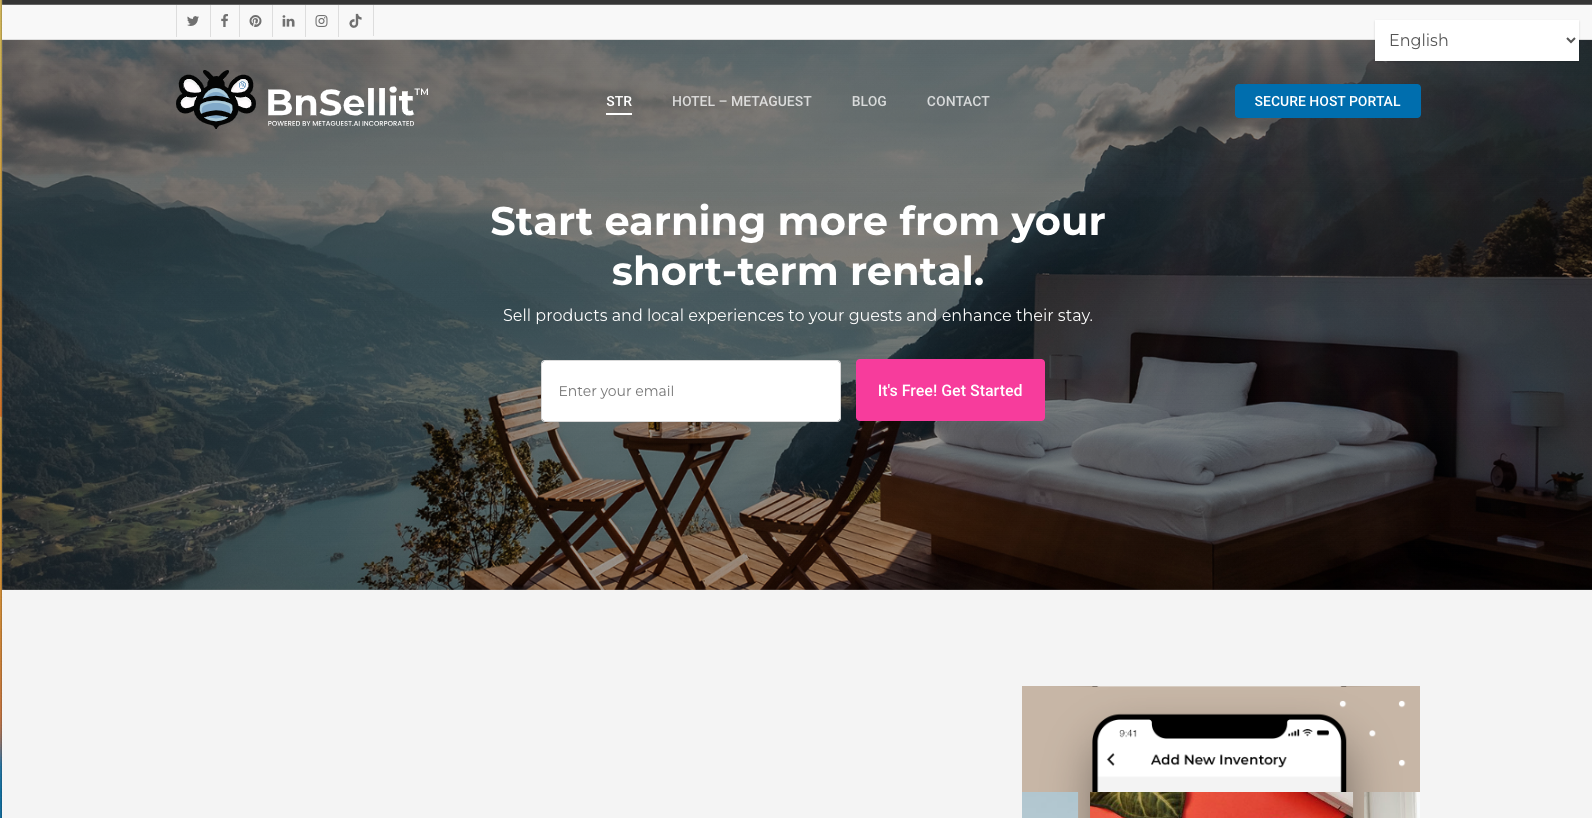 English
BnSellit™
POWERED BY METAGUEST.AI INCORPORATED
STR
HOTEL – METAGUEST
BLOG
CONTACT
SECURE HOST PORTAL
Start earning more from your
short-term rental.
Sell products and local experiences to your guests and enhance their stay.
Enter your email
It's Free! Get Started
9:41
Add New Inventory